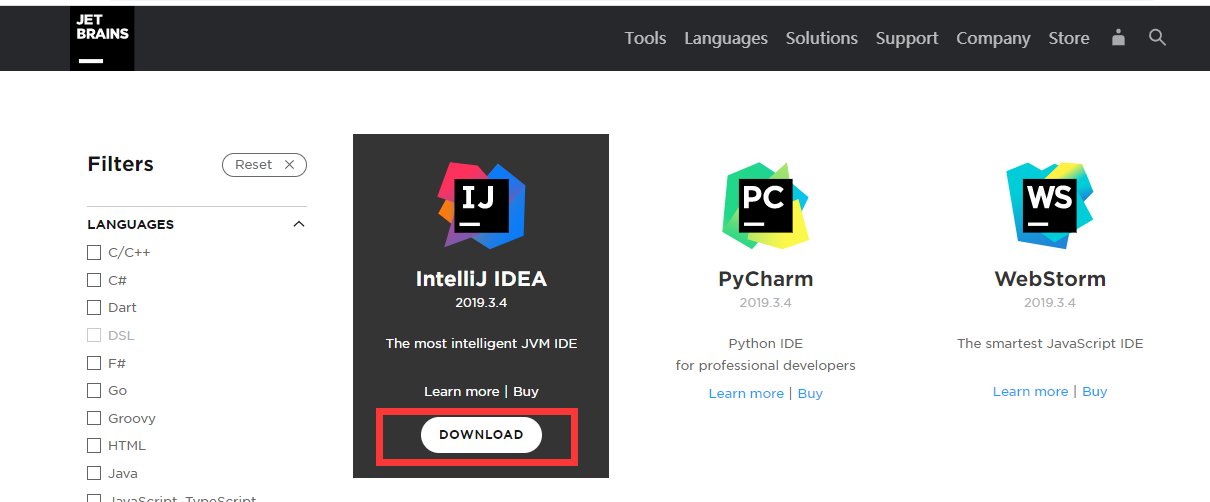 JET
BRAINS
Tools Languages Solutions Support Company Store
Filters
Reset
LANGUAGES
C/C++
C#
Dart
DSL
F#
Go
Groovy
HTML
Java
JavaScript, TypeScript
IJ
IntelliJ IDEA
2019.3.4
The most intelligent JVM IDE
Learn more | Buy
DOWNLOAD
PC
PyCharm
2019.3.4
Python IDE
for professional developers
Learn more | Buy
WS
WebStorm
2019.3.4
The smartest JavaScript IDE
Learn more | Buy